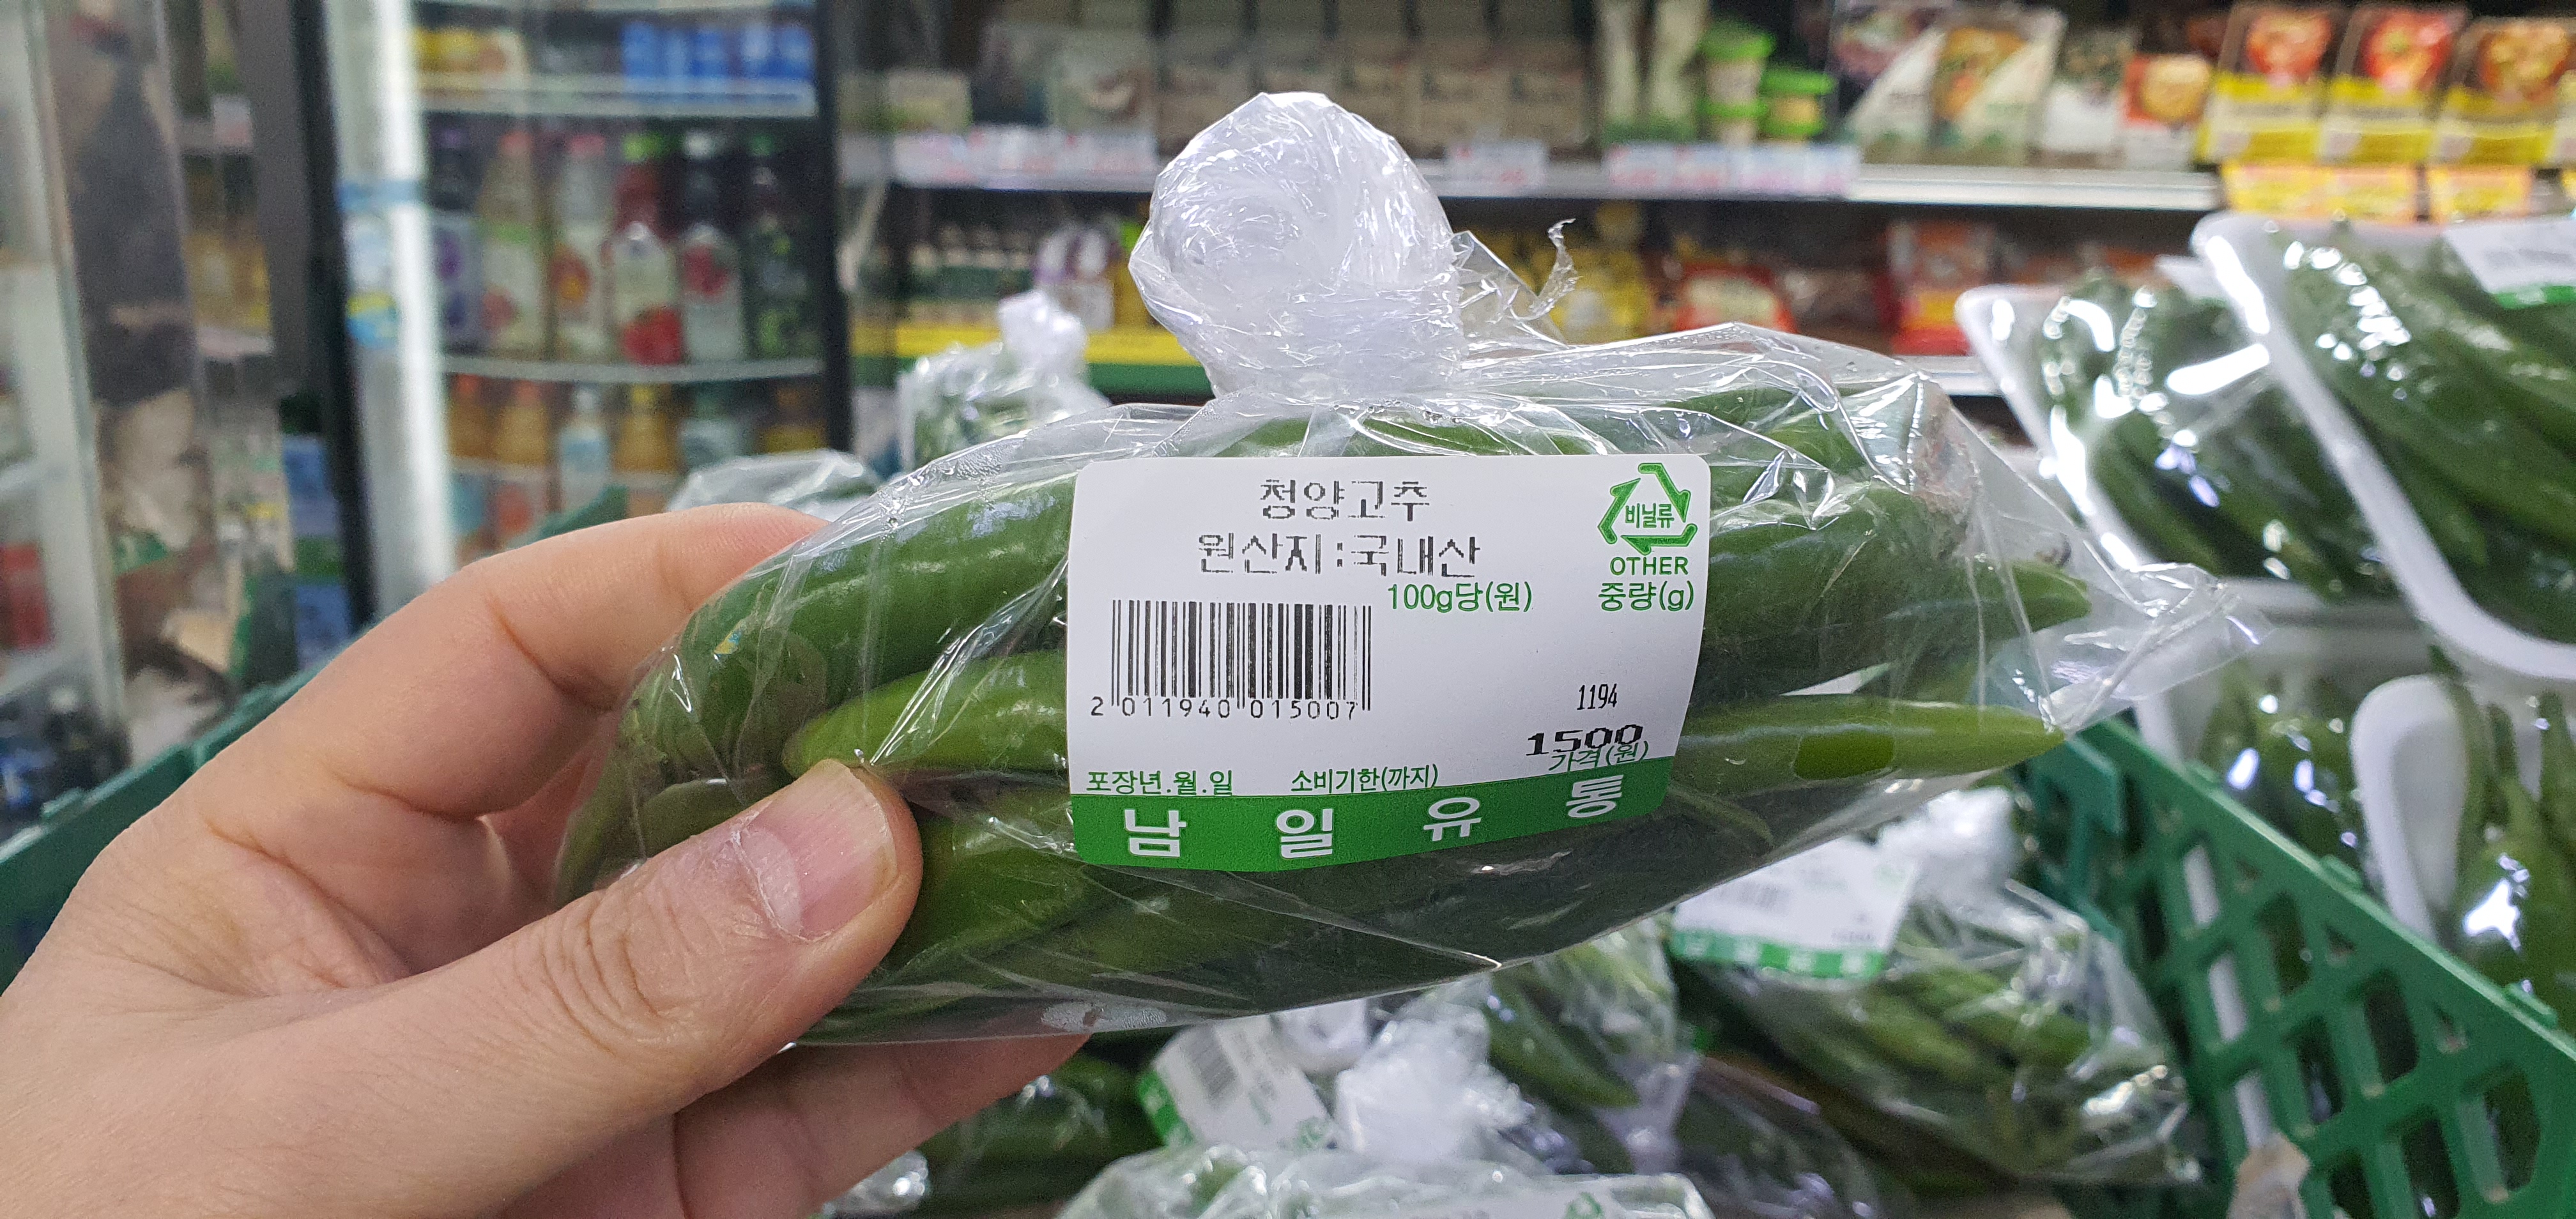 청양고추
원산지:국내산
비닐류
OTHER
100g당(원) 중량(g)
2 011940 015007
1194
1500
가격(원)
포장년.월.일 소비기한(까지)
남일유통